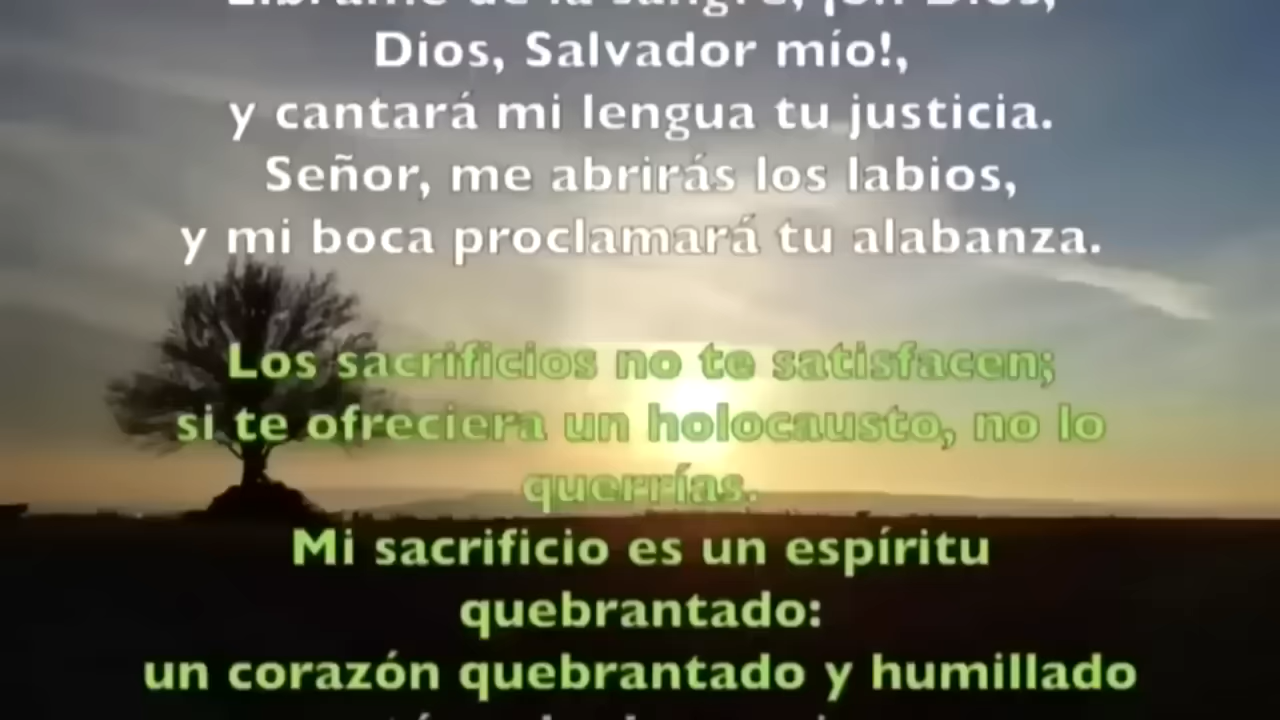 Líbrame de la sangre, ¡oh Dios,
Dios, Salvador mío!,
y cantará mi lengua tu justicia.
Señor, me abrirás los labios,
y mi boca proclamará tu alabanza.
Los sacrificios no te satisfacen;
si te ofreciera un holocausto, no lo
querrías.
Mi sacrificio es un espíritu
quebrantado:
un corazón quebrantado y humillado